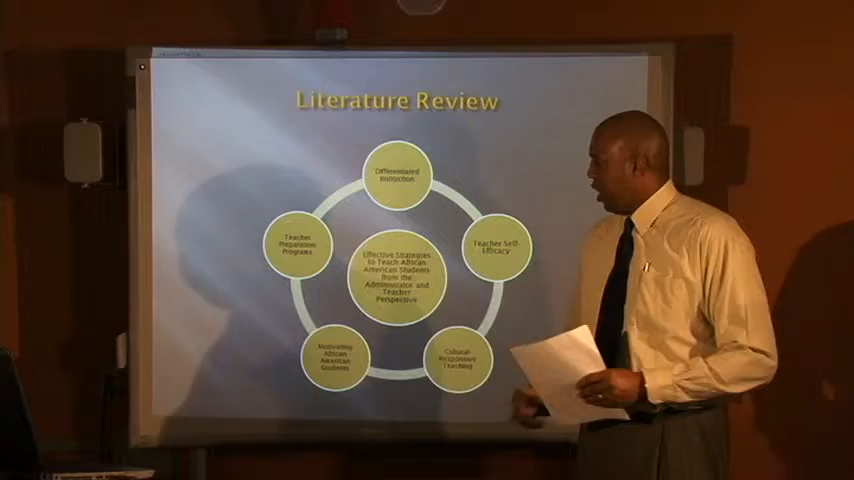 Literature Review
Differentiated
Instruction
Teacher
Preparation
Programs
Teacher Self-
Efficacy
Effective Strategies
to Teach African
American Students
from the
Administrator and
Teacher
Perspective
Motivating
African
American
Students
Cultural-
Responsive
Teaching